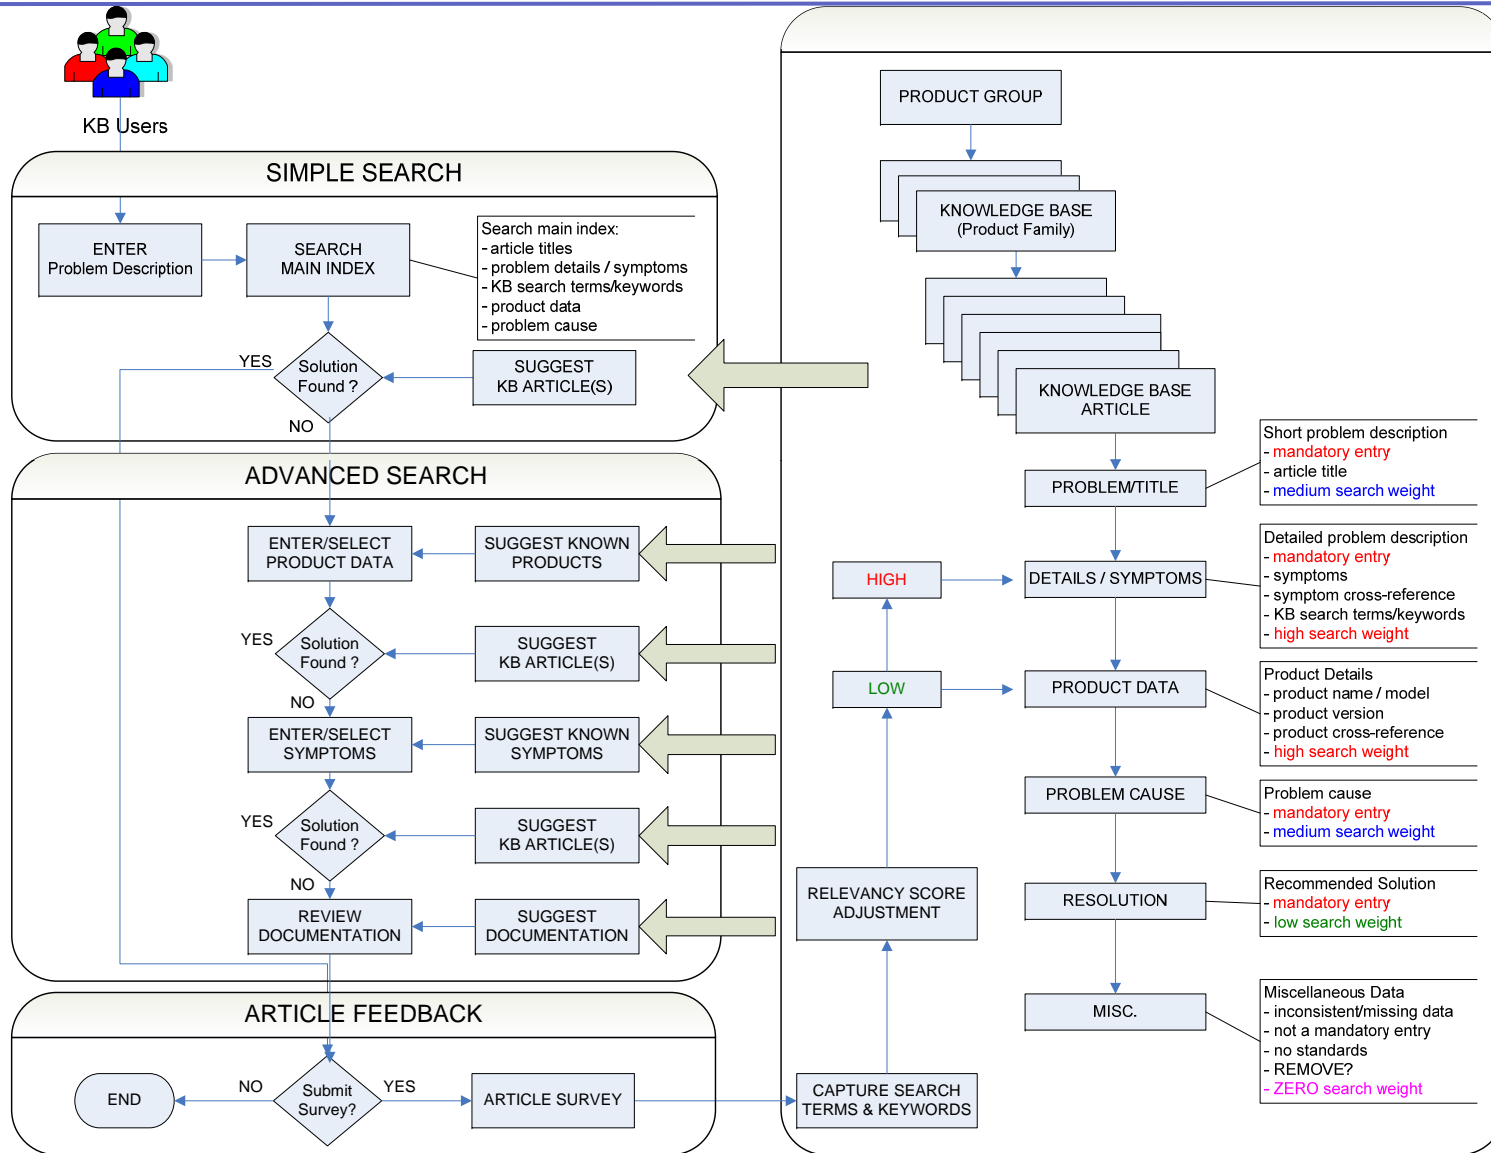 KB Users
SIMPLE SEARCH
ENTER
Problem Description
SEARCH
MAIN INDEX
Search main index:
- article titles
- problem details / symptoms
- KB search terms/keywords
- product data
- problem cause
YES
Solution
Found ?
SUGGEST
KB ARTICLE(S)
NO
ADVANCED SEARCH
ENTER/SELECT
PRODUCT DATA
SUGGEST KNOWN
PRODUCTS
YES
Solution
Found ?
SUGGEST
KB ARTICLE(S)
NO
ENTER/SELECT
SYMPTOMS
SUGGEST KNOWN
SYMPTOMS
YES
Solution
Found ?
SUGGEST
KB ARTICLE(S)
NO
REVIEW
DOCUMENTATION
SUGGEST
DOCUMENTATION
ARTICLE FEEDBACK
END
NO
Submit
Survey?
YES
ARTICLE SURVEY
PRODUCT GROUP
KNOWLEDGE BASE
(Product Family)
KNOWLEDGE BASE
ARTICLE
PROBLEM/TITLE
Short problem description
- mandatory entry
- article title
- medium search weight
HIGH
DETAILS / SYMPTOMS
Detailed problem description
- mandatory entry
- symptoms
- symptom cross-reference
- KB search terms/keywords
- high search weight
LOW
PRODUCT DATA
Product Details
- product name / model
- product version
- product cross-reference
- high search weight
PROBLEM CAUSE
Problem cause
- mandatory entry
- medium search weight
RELEVANCY SCORE
ADJUSTMENT
RESOLUTION
Recommended Solution
- mandatory entry
- low search weight
MISC.
Miscellaneous Data
- inconsistent/missing data
- not a mandatory entry
- no standards
- REMOVE?
- ZERO search weight
CAPTURE SEARCH
TERMS & KEYWORDS